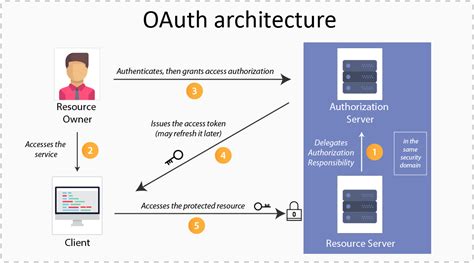 OAuth architecture
Authenticates, then grants access authorization
3
Resource
Owner
Authorization
Server
Issues the access token
(may refresh it later)
4
Accesses the
service
2
Delegates
Authorization
Responsibility
1
in the
same
security
domain
Accesses the protected resource
5
Client
Resource Server